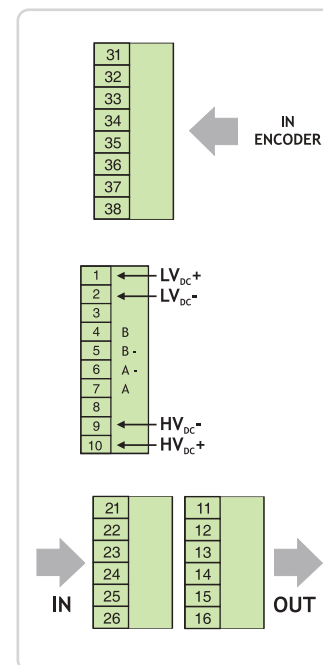 31
32
33
34
35
36
37
38
IN
ENCODER
1 LVDC+
2 LVDC-
3
4 B
5 B -
6 A -
7 A
8
9 HVDC-
10 HVDC+
IN
21
22
23
24
25
26
11
12
13
14
15
16
OUT